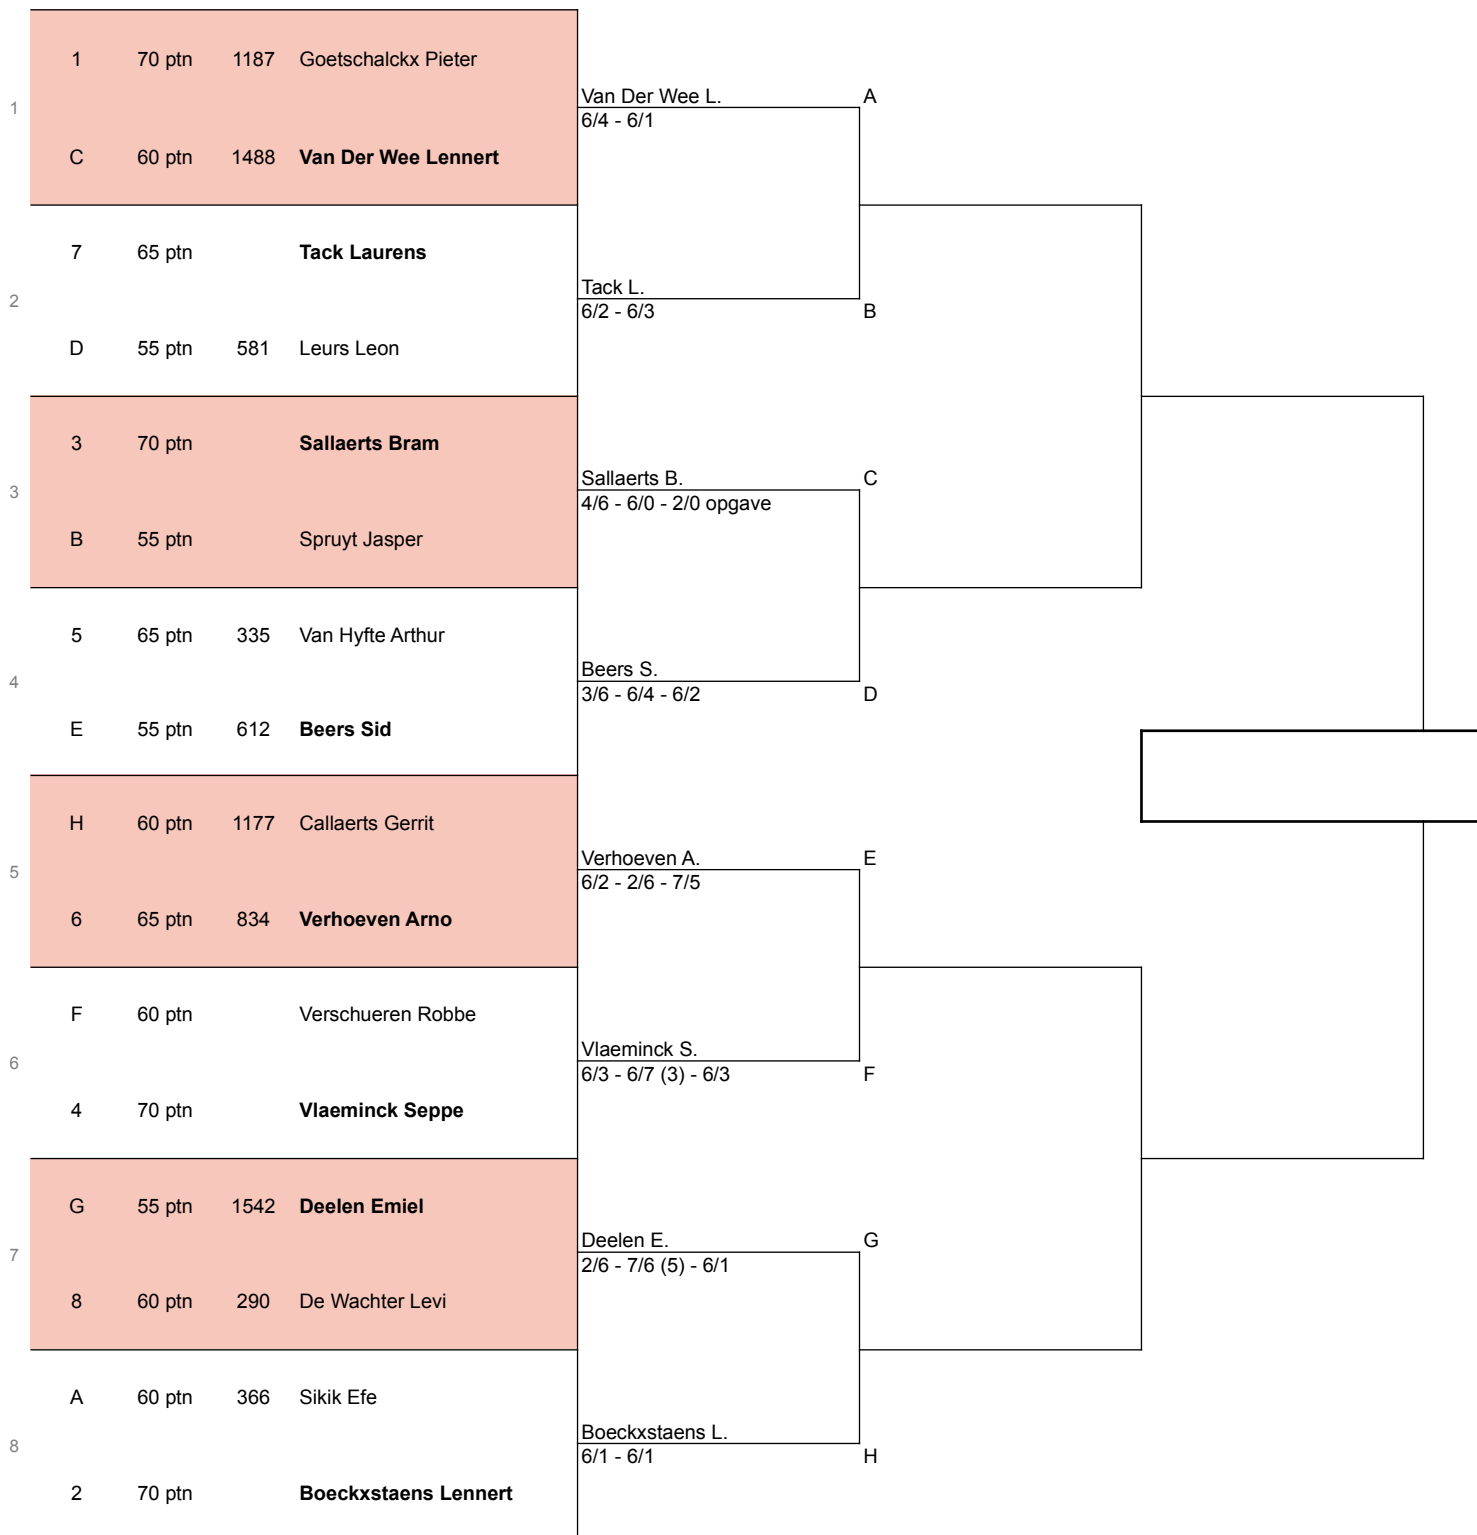 1 70 ptn 1187 Goetschalckx Pieter
Van Der Wee L. A
1
6/4 - 6/1
C 60 ptn 1488 Van Der Wee Lennert
7 65 ptn Tack Laurens
Tack L.
2
6/2 - 6/3 B
D 55 ptn 581 Leurs Leon
3 70 ptn Sallaerts Bram
Sallaerts B. C
3
4/6 - 6/0 - 2/0 opgave
B 55 ptn Spruyt Jasper
5 65 ptn 335 Van Hyfte Arthur
Beers S.
4
3/6 - 6/4 - 6/2 D
E 55 ptn 612 Beers Sid
H 60 ptn 1177 Callaerts Gerrit
Verhoeven A. E
5
6/2 - 2/6 - 7/5
6 65 ptn 834 Verhoeven Arno
F 60 ptn Verschueren Robbe
Vlaeminck S.
6
6/3 - 6/7 (3) - 6/3 F
4 70 ptn Vlaeminck Seppe
G 55 ptn 1542 Deelen Emiel
Deelen E. G
7
2/6 - 7/6 (5) - 6/1
8 60 ptn 290 De Wachter Levi
A 60 ptn 366 Sikik Efe
Boeckxstaens L.
8
6/1 - 6/1 H
2 70 ptn Boeckxstaens Lennert